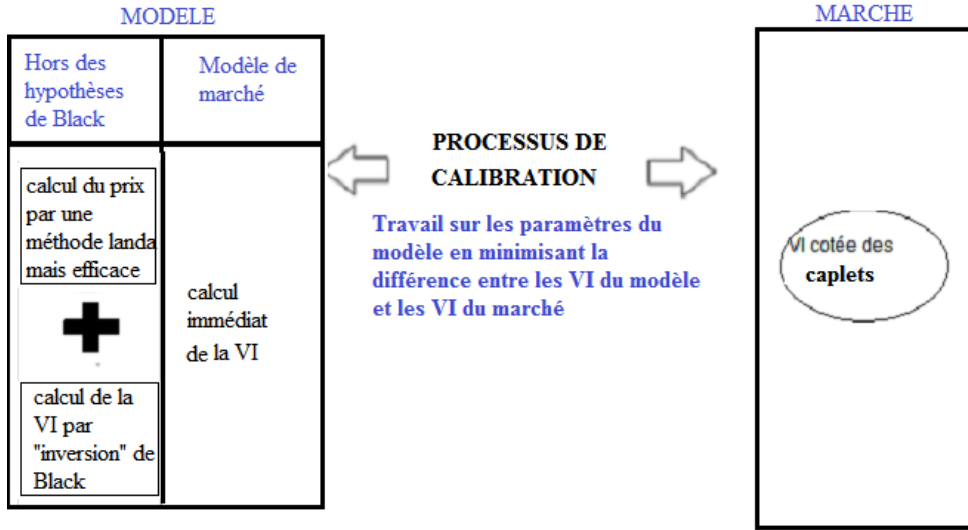 MODELE
Hors des
hypothèses
de Black
Modèle de
marché
calcul du prix
par une
méthode landa
mais efficace
calcul de la
VI par
"inversion" de
Black
calcul
immédiat
de la VI
PROCESSUS DE
CALIBRATION
Travail sur les paramètres du
modèle en minimisant la
différence entre les VI du modèle
et les VI du marché
MARCHE
VI cotée des
caplets